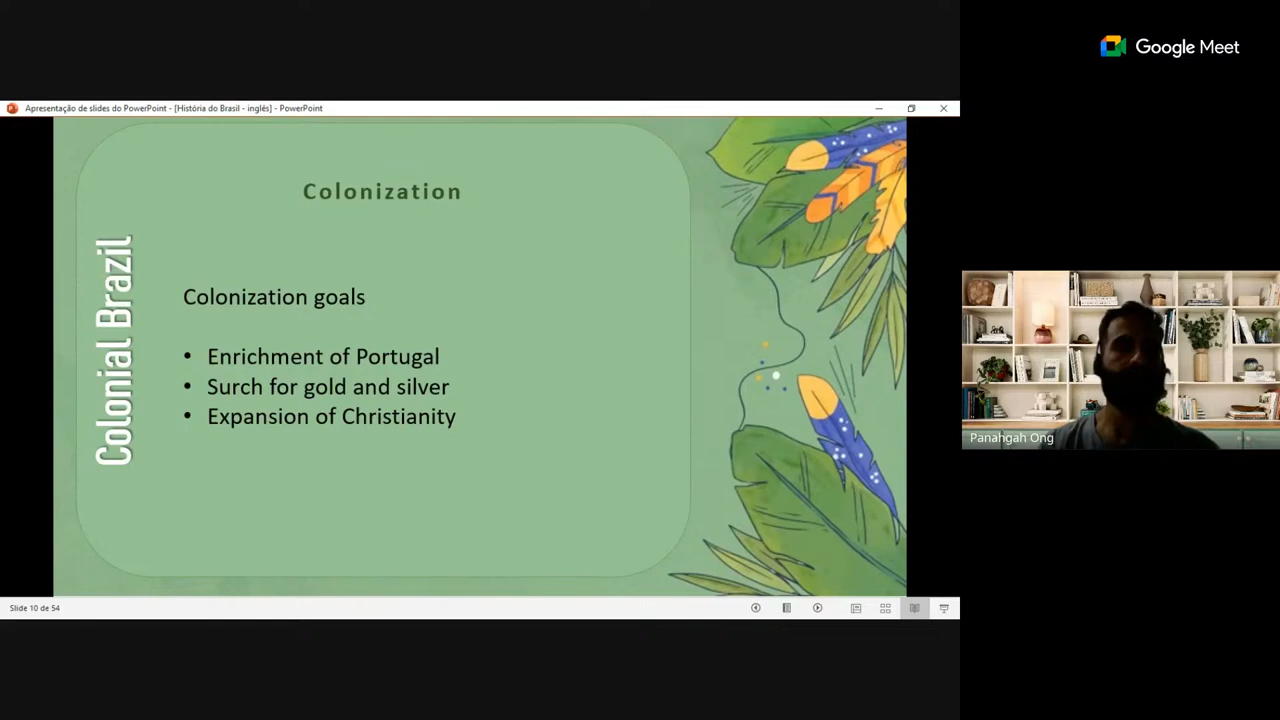 Google Meet
Apresentação de slides do PowerPoint - [História do Brasil - inglês] - PowerPoint
Colonization
Colonial Brazil
Colonization goals
• Enrichment of Portugal
• Surch for gold and silver
• Expansion of Christianity
Panahgah Ong
Slide 10 de 54